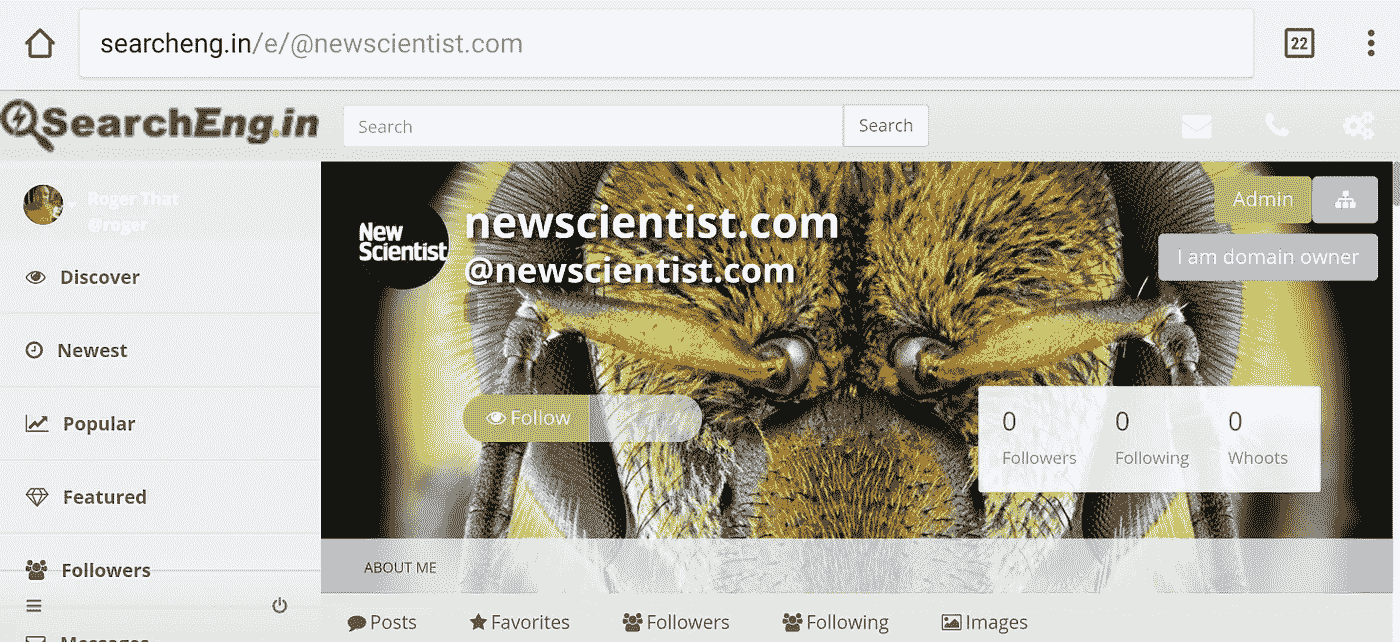 searcheng.in/e/@newscientist.com
22
SearchEng.in
Search
Search
Roger That
@roger
Discover
Newest
Popular
Featured
Followers
Messages
New
Scientist
newscientist.com
@newscientist.com
Admin
I am domain owner
Follow
0
0
0
Followers
Following
Whoots
ABOUT ME
Posts
Favorites
Followers
Following
Images